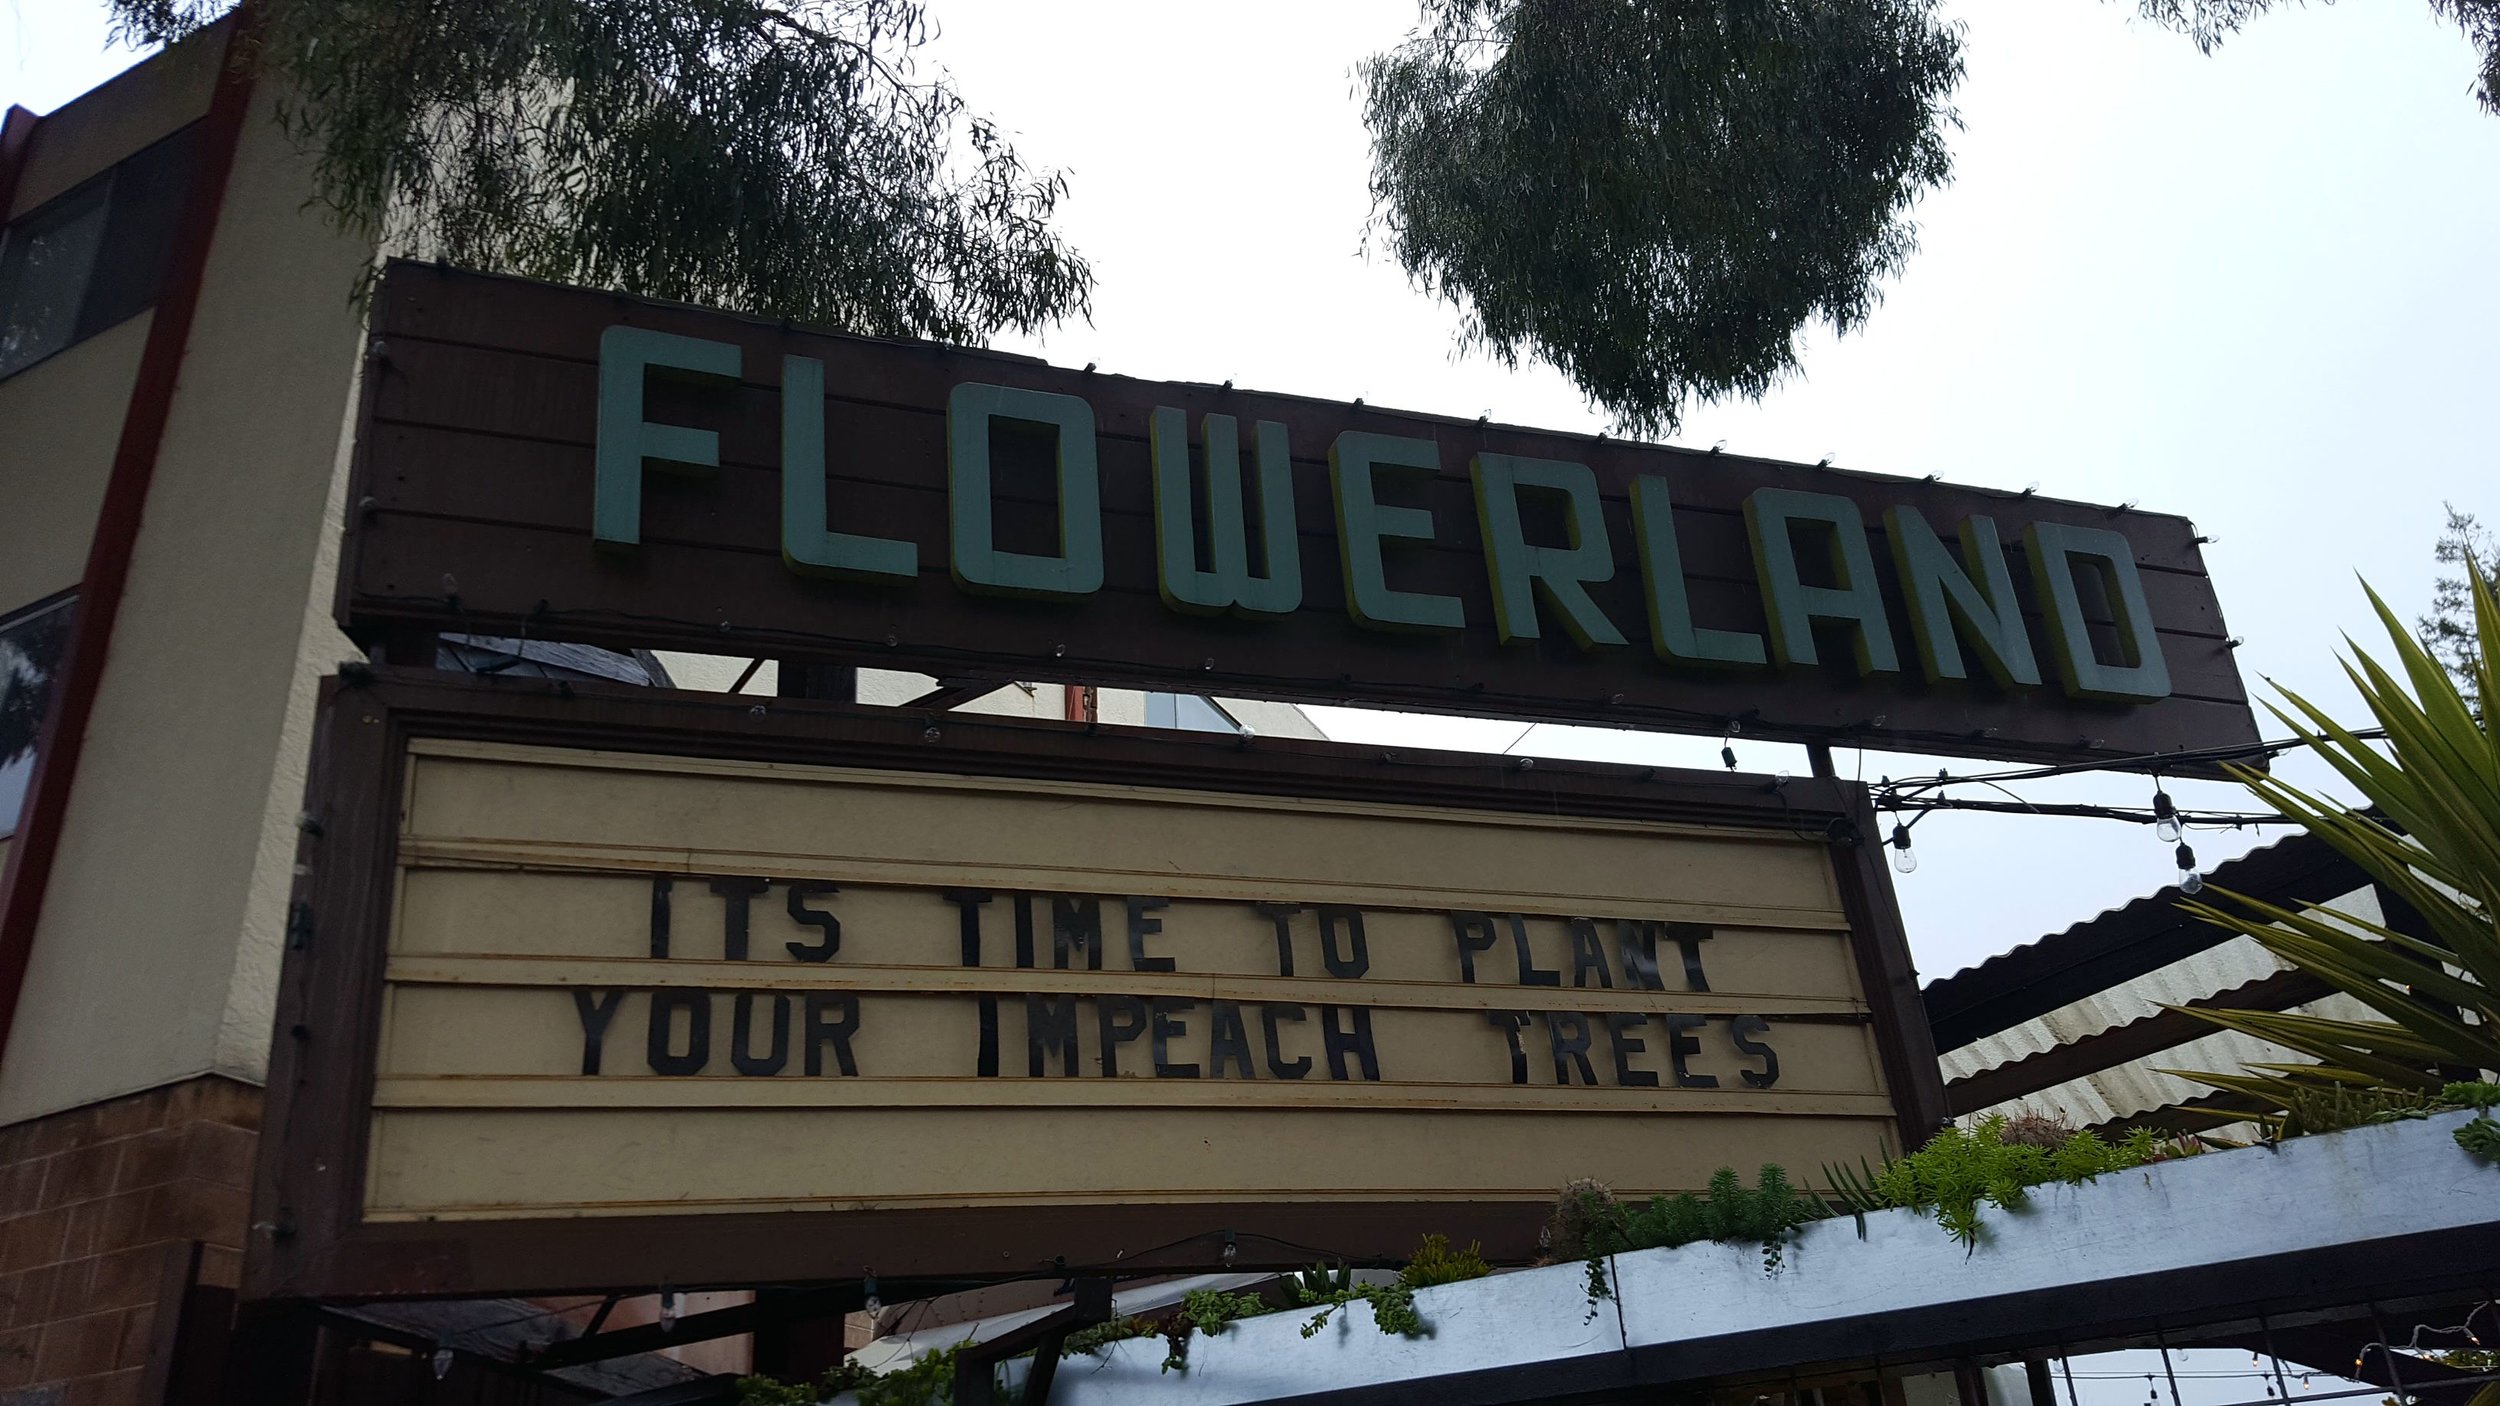 FLOWERLAND
ITS TIME TO PLANT
YOUR IMPEACH TREES